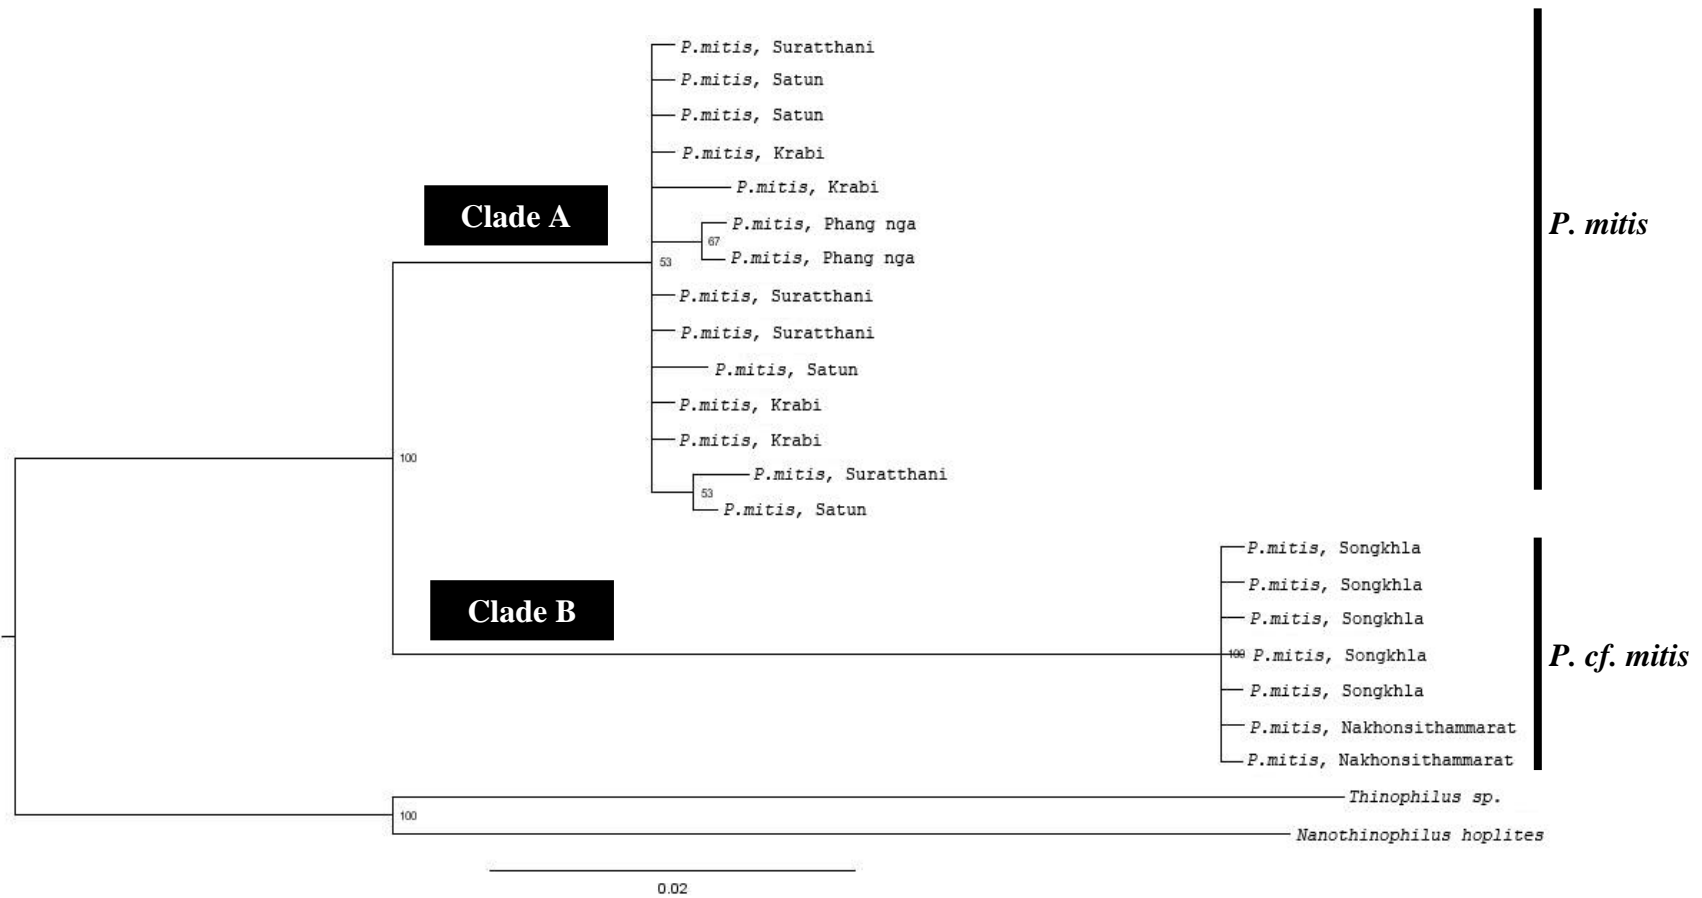 P.mitis, Suratthani
P.mitis, Satun
P.mitis, Satun
P.mitis, Krabi
P.mitis, Krabi
Clade A
P.mitis, Phang nga
67
P. mitis
P.mitis, Phang nga
53
P.mitis, Suratthani
P.mitis, Suratthani
P.mitis, Satun
P.mitis, Krabi
P.mitis, Krabi
100
P.mitis, Suratthani
53
P.mitis, Satun
P.mitis, Songkhla
P.mitis, Songkhla
Clade B
P.mitis, Songkhla
100 P.mitis, Songkhla
P. cf. mitis
P.mitis, Songkhla
P.mitis, Nakhonsithammarat
P.mitis, Nakhonsithammarat
Thinophilus sp.
100
Nanothinophilus hoplites
0.02